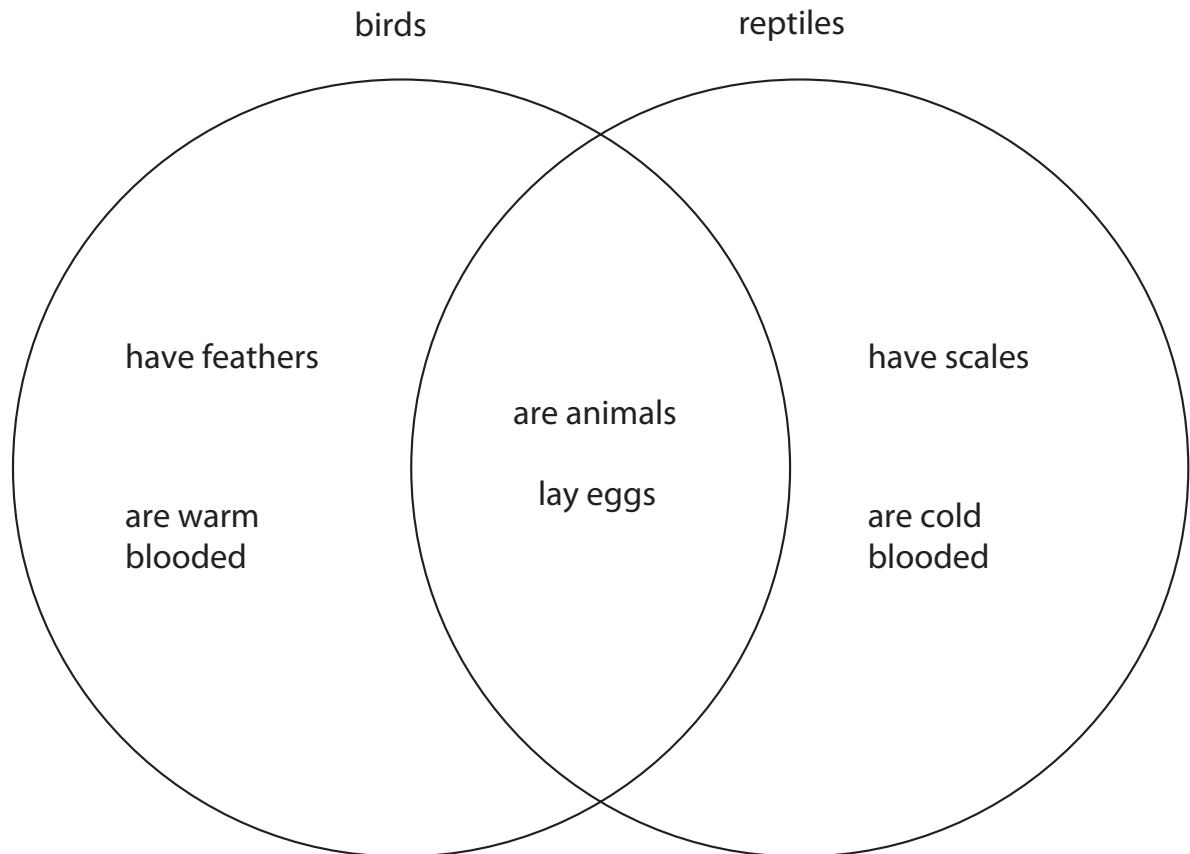 birds
reptiles
have feathers
are warm
blooded
are animals
lay eggs
have scales
are cold
blooded